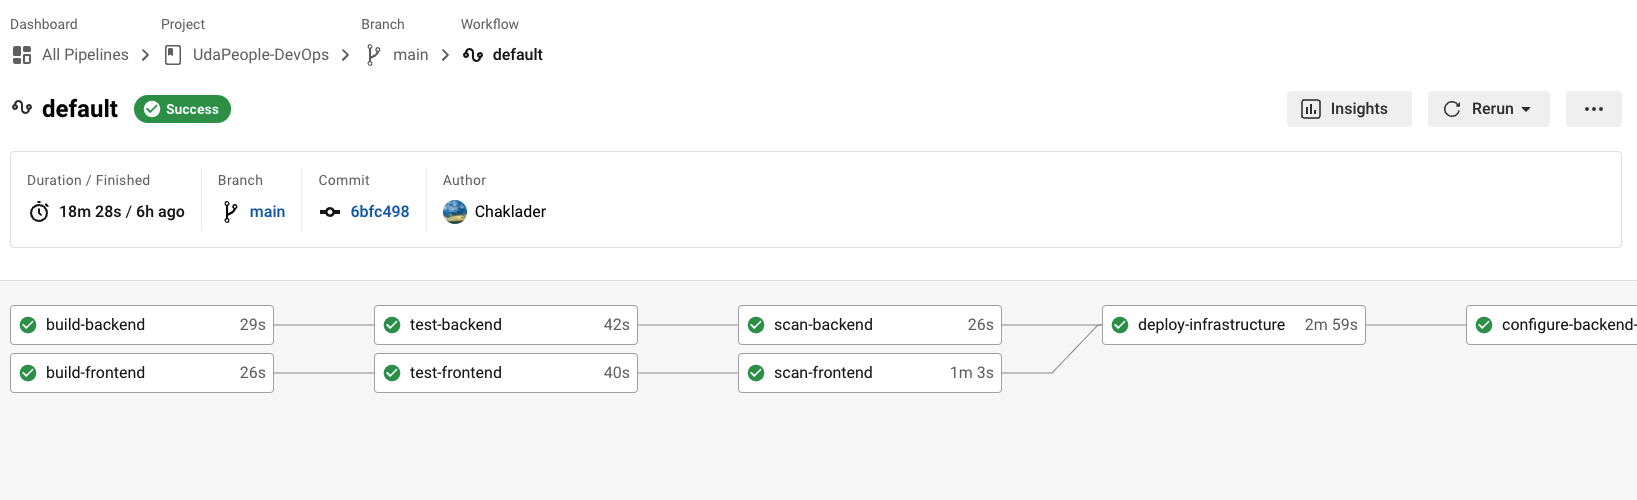 Dashboard Project Branch Workflow
All Pipelines UdaPeople-DevOps main default
default Success Insights Rerun
Duration / Finished Branch Commit Author
18m 28s / 6h ago main 6bfc498 Chaklader
build-backend 29s test-backend 42s scan-backend 26s deploy-infrastructure 2m 59s configure-backend-
build-frontend 26s test-frontend 40s scan-frontend 1m 3s